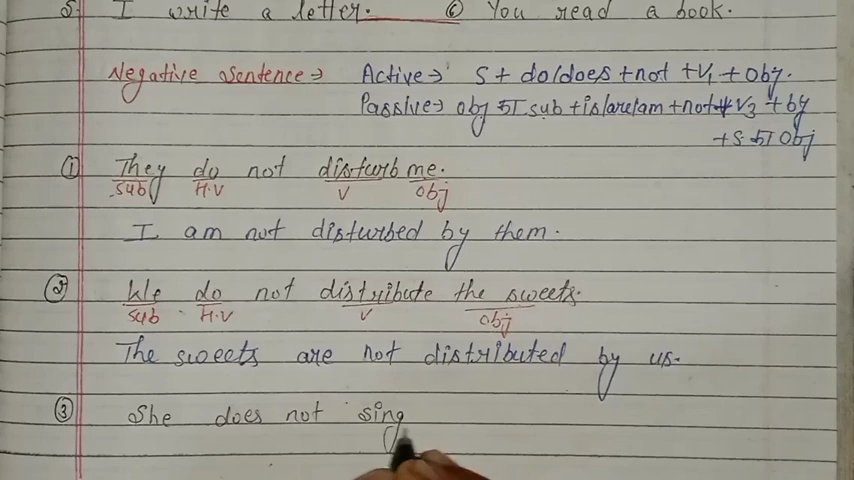 5. I write a letter. ⑥ You read a book.
Negative Sentence ⇒ Active → S + do/does + not + V₁ + Obj.
Passive → obj का sub + is/are/am + not + V₃ + by
+ S. का Obj
① They do not disturb me.
Sub H.V V Obj
I am not disturbed by them.
② We do not distribute the sweets.
Sub H.V V Obj
The sweets are not distributed by us.
③ She does not sing